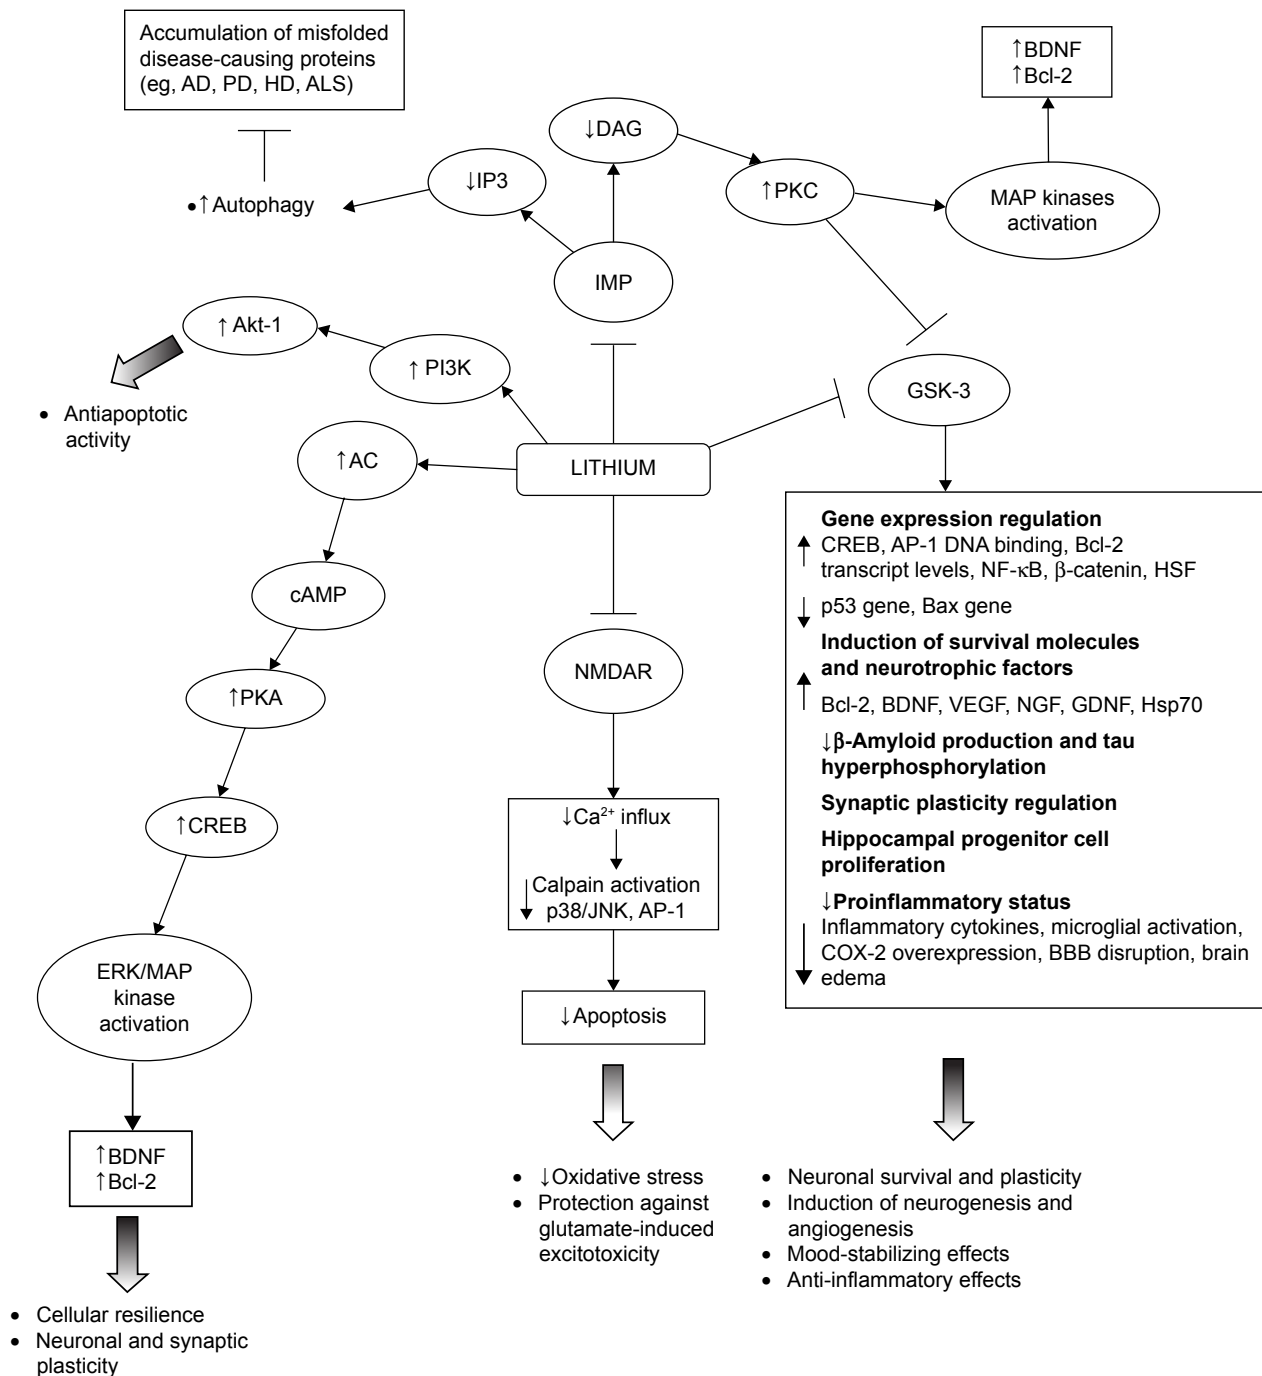 Accumulation of misfolded
disease-causing proteins
(eg, AD, PD, HD, ALS)
↑BDNF
↑Bcl-2
↓DAG
↓IP3
↑PKC
MAP kinases
activation
•↑Autophagy
IMP
↑ Akt-1
↑ PI3K
GSK-3
• Antiapoptotic
activity
↑AC
LITHIUM
cAMP
↑PKA
↑CREB
ERK/MAP
kinase
activation
↑BDNF
↑Bcl-2
• Cellular resilience
• Neuronal and synaptic
plasticity
NMDAR
↓Ca²⁺ influx
↓ Calpain activation
p38/JNK, AP-1
↓Apoptosis
• ↓Oxidative stress
• Protection against
glutamate-induced
excitotoxicity
Gene expression regulation
↑ CREB, AP-1 DNA binding, Bcl-2
transcript levels, NF-κB, β-catenin, HSF
↓ p53 gene, Bax gene
Induction of survival molecules
and neurotrophic factors
↑ Bcl-2, BDNF, VEGF, NGF, GDNF, Hsp70
↓β-Amyloid production and tau
hyperphosphorylation
Synaptic plasticity regulation
Hippocampal progenitor cell
proliferation
↓Proinflammatory status
↓ Inflammatory cytokines, microglial activation,
COX-2 overexpression, BBB disruption, brain
edema
• Neuronal survival and plasticity
• Induction of neurogenesis and
angiogenesis
• Mood-stabilizing effects
• Anti-inflammatory effects